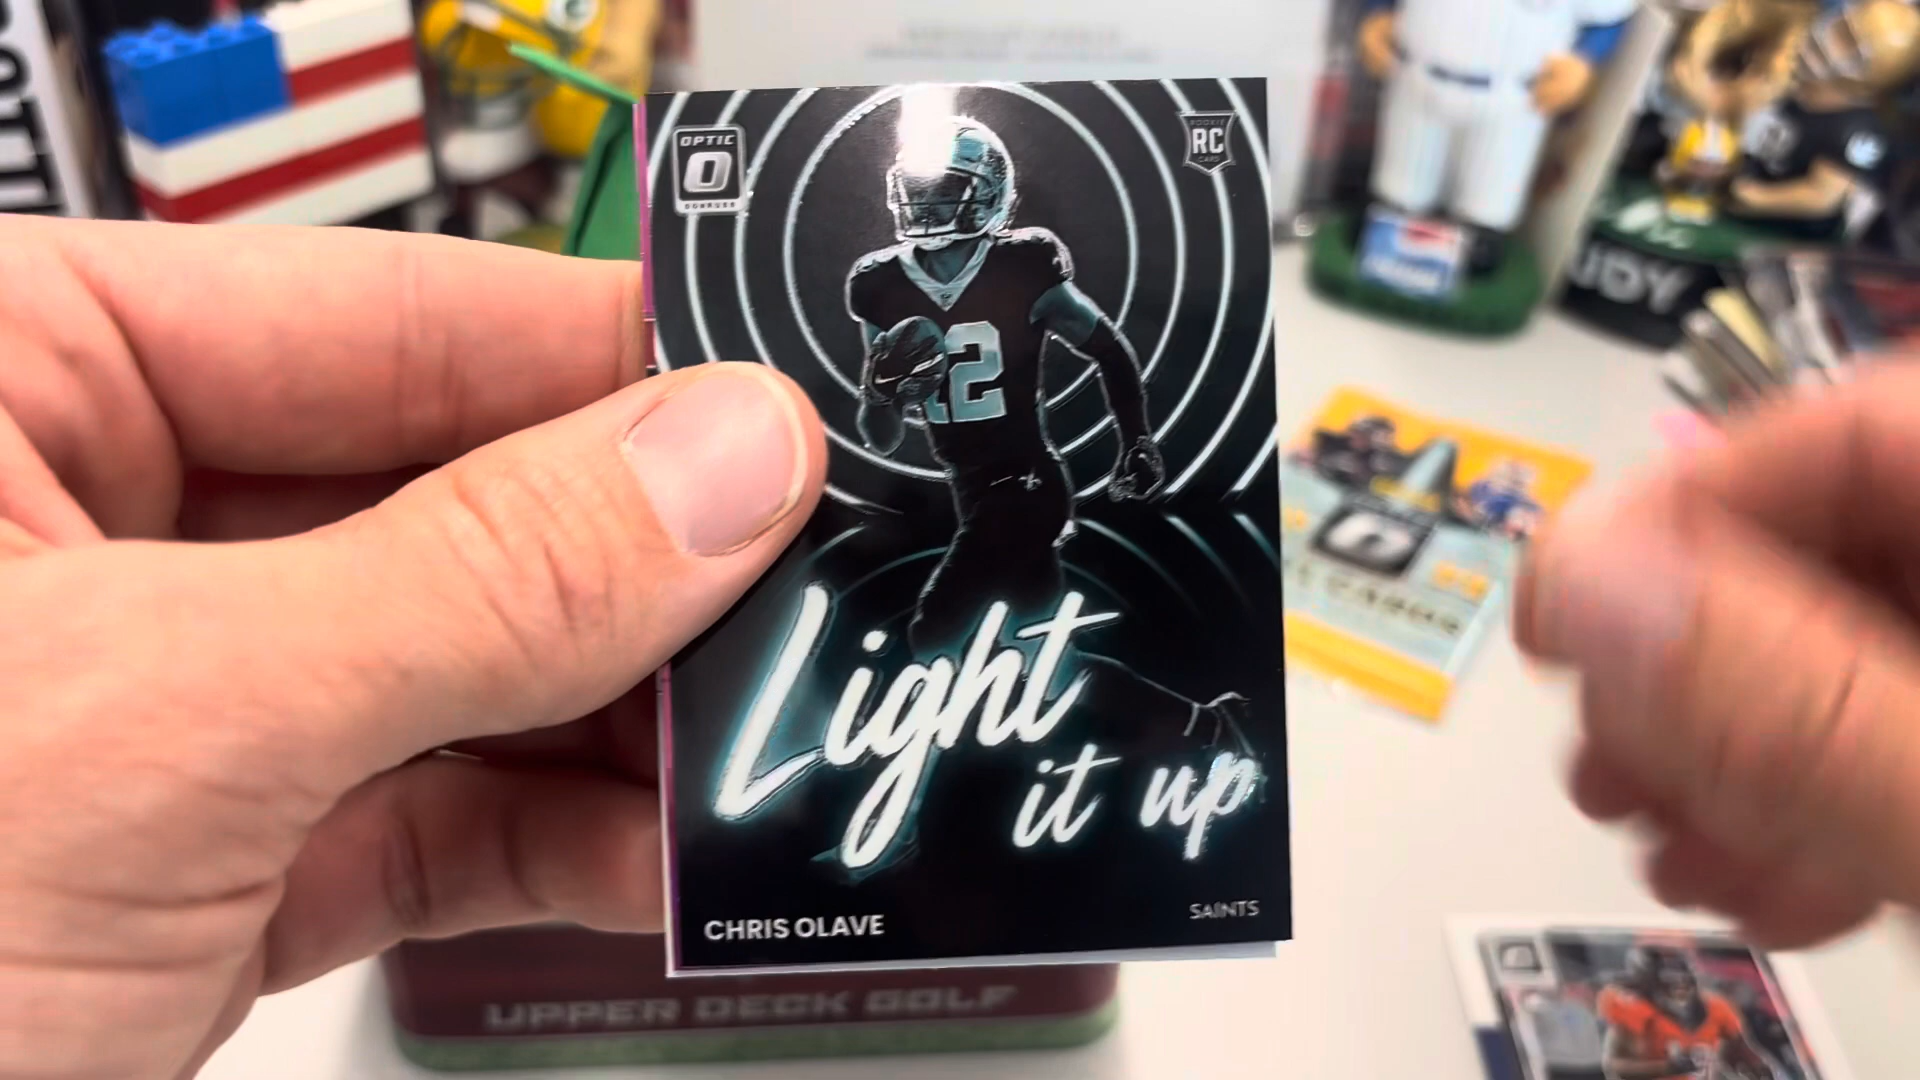 OPTIC
DONRUSS
ROOKIE
RC
CARD
12
Light
it up
CHRIS OLAVE
SAINTS
UPPER DECK GOLF
UDY